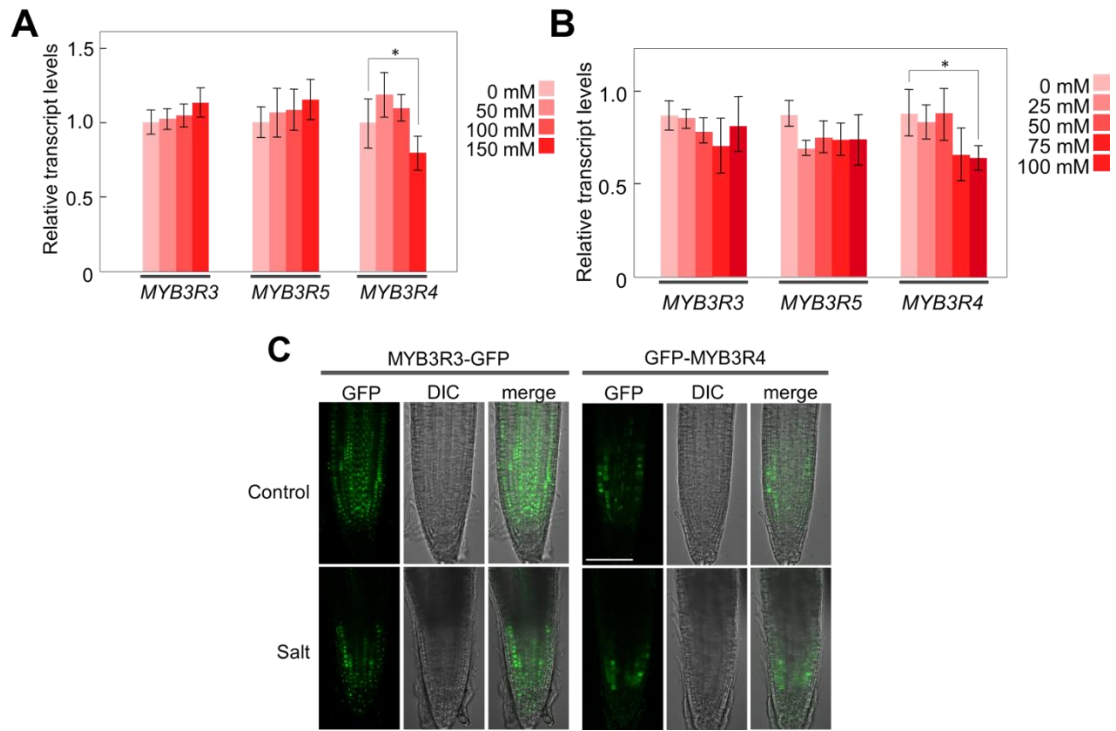 A
Relative transcript levels
1.5
1.0
0.5
0
*
MYB3R3
MYB3R5
MYB3R4
0 mM
50 mM
100 mM
150 mM
B
Relative transcript levels
1.0
0.5
0
*
MYB3R3
MYB3R5
MYB3R4
0 mM
25 mM
50 mM
75 mM
100 mM
C
MYB3R3-GFP
GFP-MYB3R4
GFP DIC merge GFP DIC merge
Control
Salt